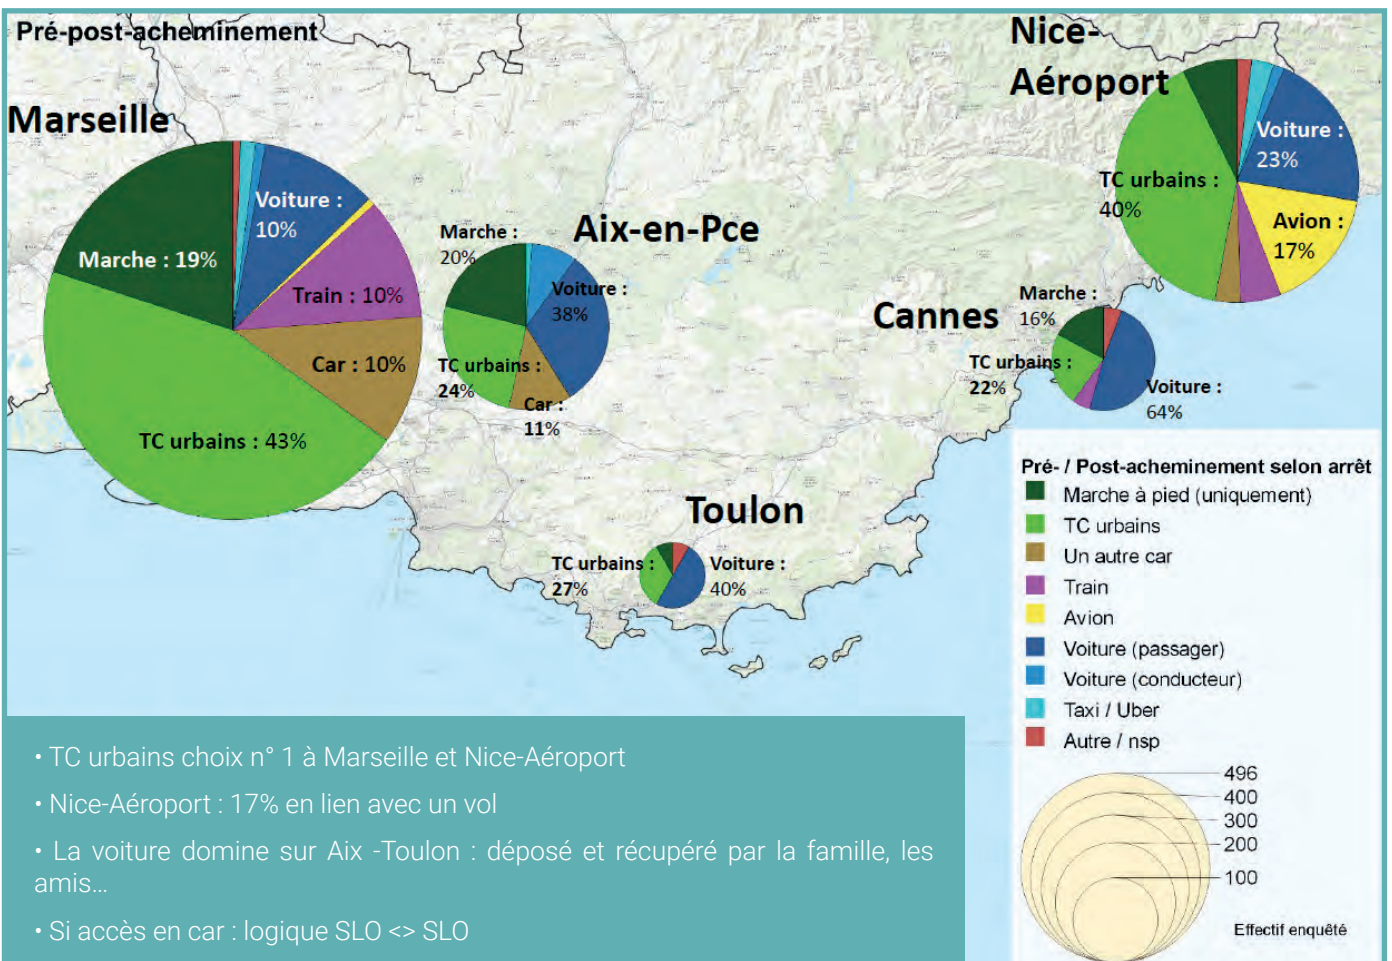 Pré-post-acheminement
Marseille
Voiture :
10%
Marche : 19%
Train : 10%
Car : 10%
TC urbains : 43%
Aix-en-Pce
Marche :
20%
Voiture :
38%
TC urbains :
24%
Car :
11%
Nice-
Aéroport
Voiture :
23%
TC urbains :
40%
Avion :
17%
Cannes
Marche :
16%
TC urbains :
22%
Voiture :
64%
Toulon
TC urbains :
27%
Voiture :
40%
Pré- / Post-acheminement selon arrêt
Marche à pied (uniquement)
TC urbains
Un autre car
Train
Avion
Voiture (passager)
Voiture (conducteur)
Taxi / Uber
Autre / nsp
496
400
300
200
100
Effectif enquêté
• TC urbains choix n° 1 à Marseille et Nice-Aéroport
• Nice-Aéroport : 17% en lien avec un vol
• La voiture domine sur Aix -Toulon : déposé et récupéré par la famille, les
amis...
• Si accès en car : logique SLO <> SLO